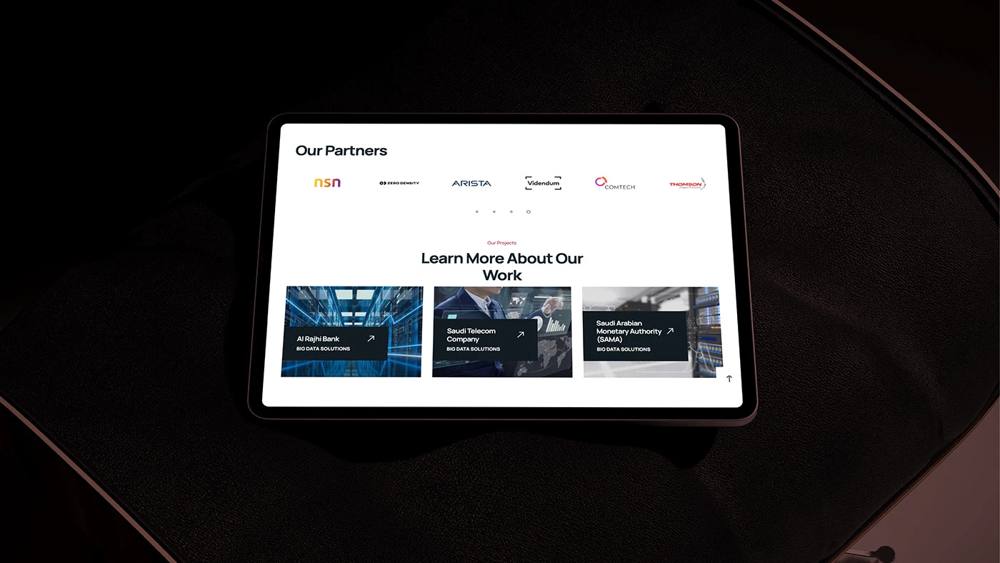 Our Partners
nsn
ZERO DENSITY
ARISTA
Videndum
COMTECH
THOMSON
Our Projects
Learn More About Our
Work
Al Rajhi Bank
BIG DATA SOLUTIONS
Saudi Telecom
Company
BIG DATA SOLUTIONS
Saudi Arabian
Monetary Authority
(SAMA)
BIG DATA SOLUTIONS